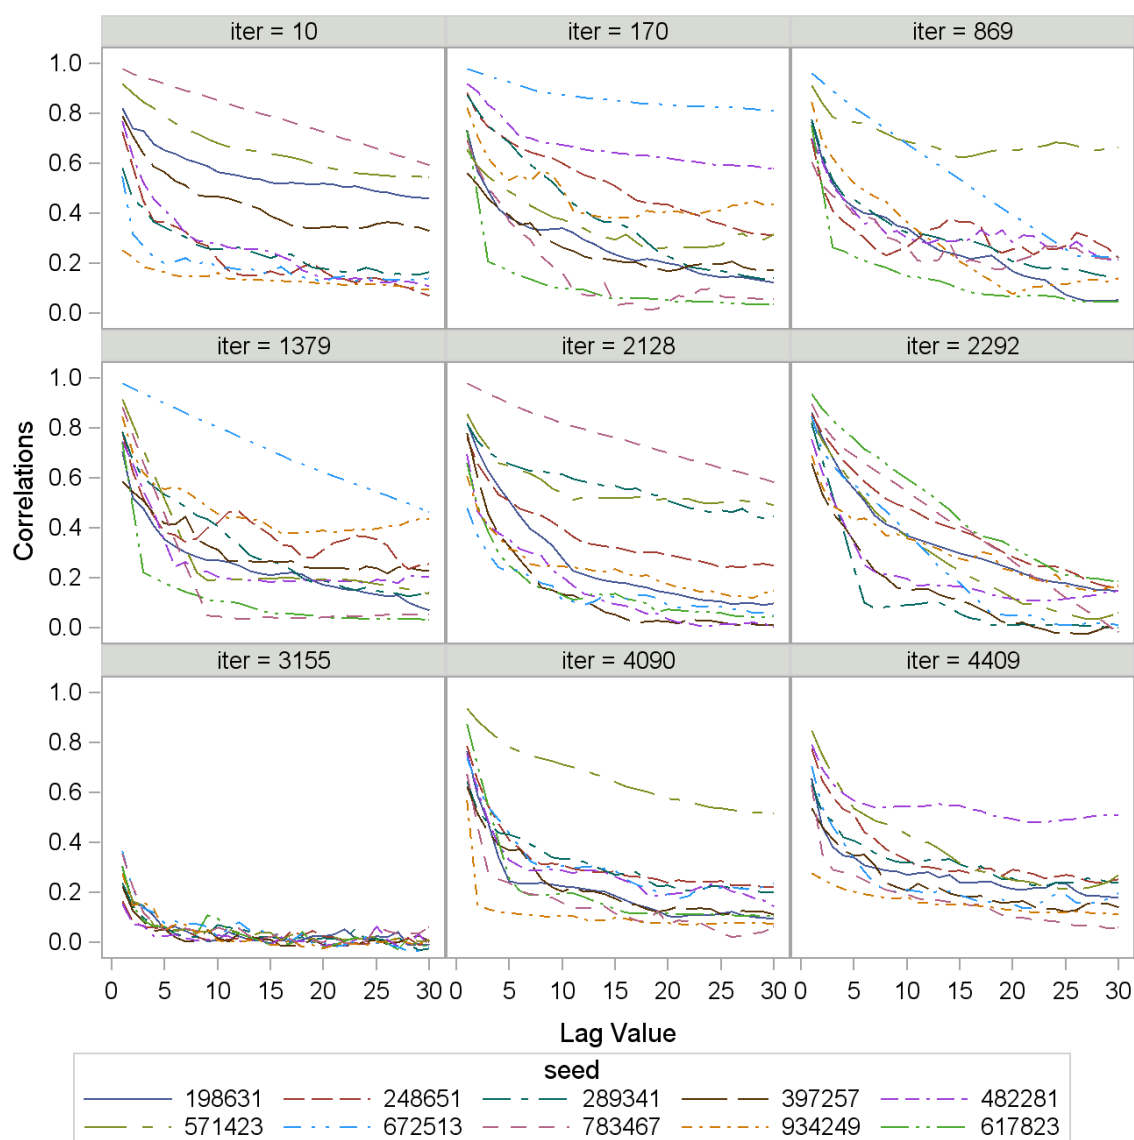 iter = 10 iter = 170 iter = 869
1.0
0.8
0.6
0.4
0.2
0.0
iter = 1379 iter = 2128 iter = 2292
1.0
0.8
0.6
0.4
0.2
0.0
Correlations
iter = 3155 iter = 4090 iter = 4409
1.0
0.8
0.6
0.4
0.2
0.0
0 5 10 15 20 25 30 0 5 10 15 20 25 30 0 5 10 15 20 25 30
Lag Value
seed
198631 248651 289341 397257 482281
571423 672513 783467 934249 617823